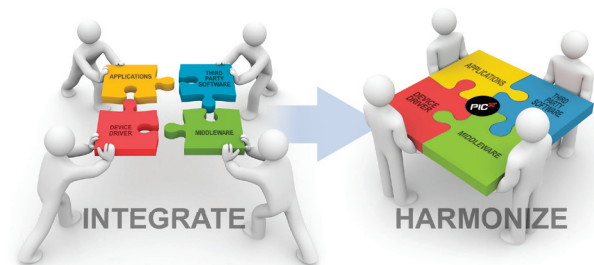 APPLICATIONS
THIRD
PARTY
SOFTWARE
DEVICE
DRIVER
MIDDLEWARE
INTEGRATE
APPLICATIONS
THIRD
PARTY
SOFTWARE
DEVICE
DRIVER
PIC
MIDDLEWARE
HARMONIZE